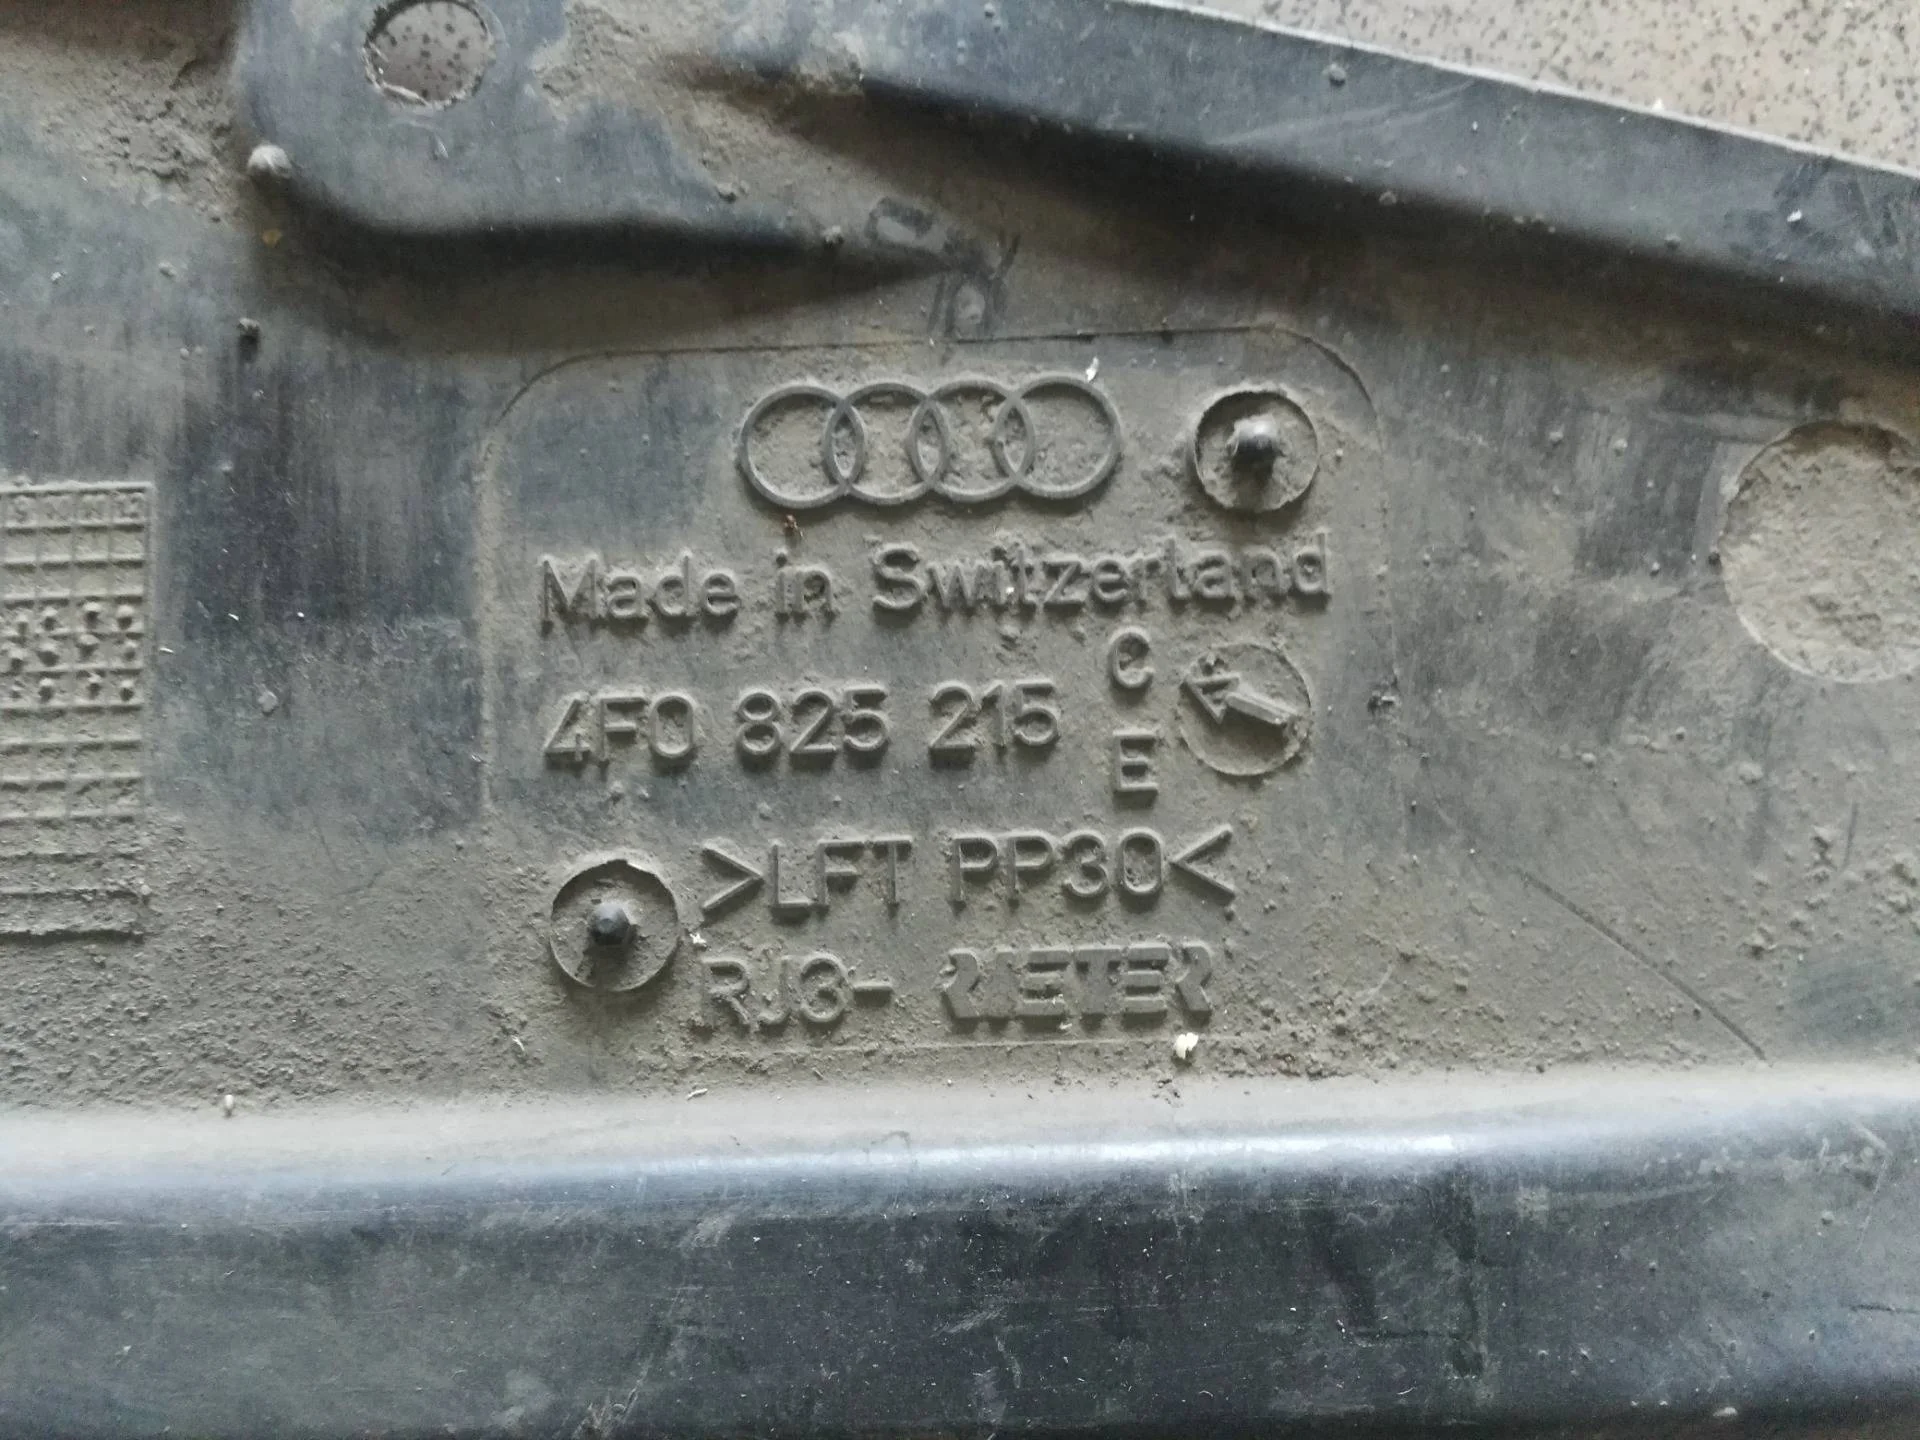 Made in Switzerland
4F0 825 215 C
E
>LFT PP30<
RJ3- RIETER